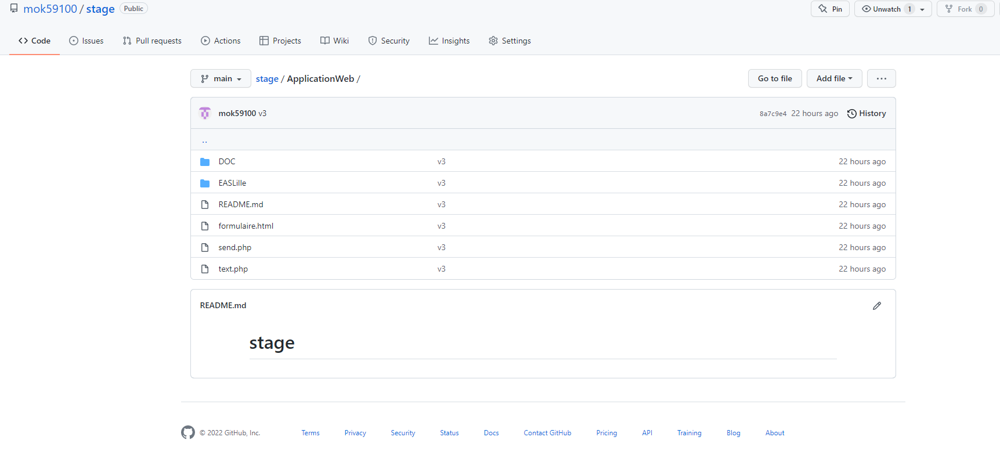 mok59100 / stage Public Pin Unwatch 1 Fork 0
Code Issues Pull requests Actions Projects Wiki Security Insights Settings
main stage / ApplicationWeb / Go to file Add file ...
mok59100 v3 8a7c9e4 22 hours ago History
..
DOC v3 22 hours ago
EASLille v3 22 hours ago
README.md v3 22 hours ago
formulaire.html v3 22 hours ago
send.php v3 22 hours ago
text.php v3 22 hours ago
README.md
stage
© 2022 GitHub, Inc. Terms Privacy Security Status Docs Contact GitHub Pricing API Training Blog About